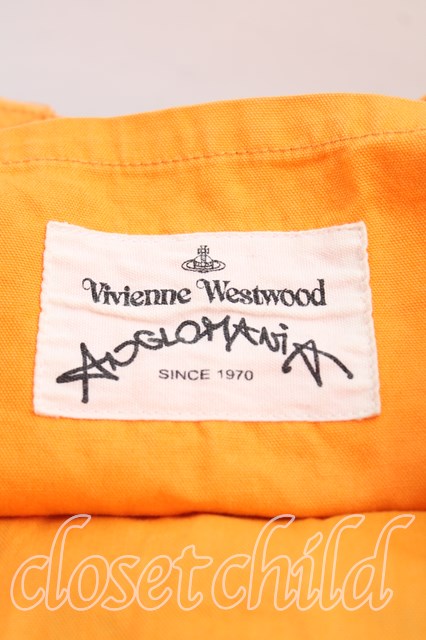 Vivienne Westwood
ANGLOMANiA
SINCE 1970
closet child